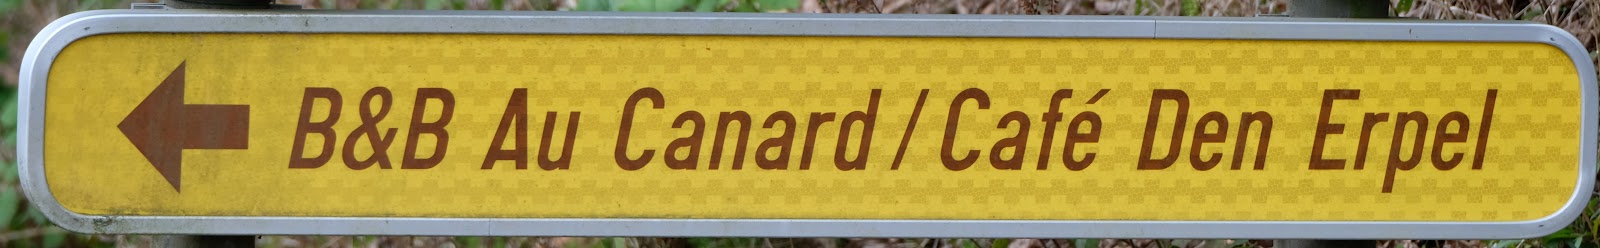 B&B Au Canard / Café Den Erpel